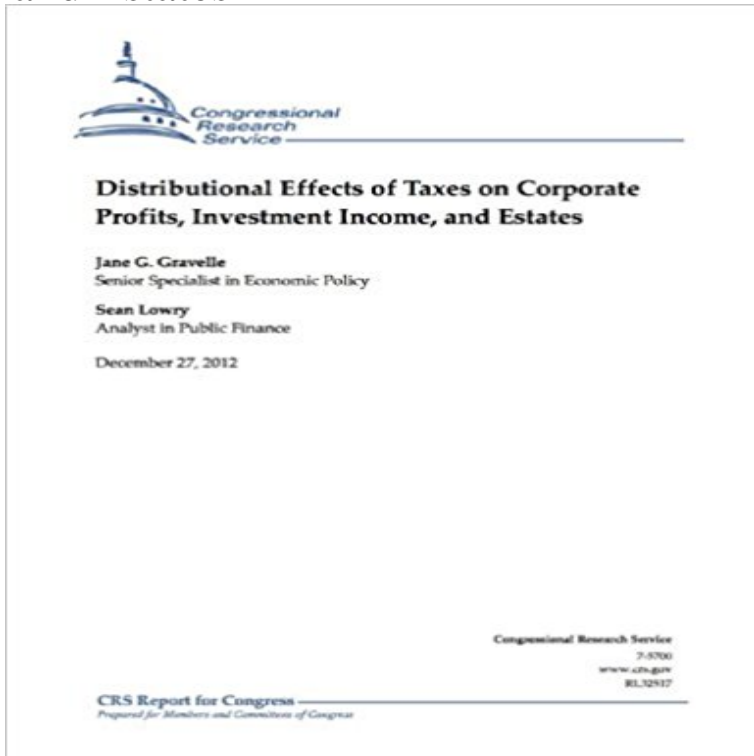 Congressional
Research
Service
Distributional Effects of Taxes on Corporate
Profits, Investment Income, and Estates
Jane G. Gravelle
Senior Specialist in Economic Policy
Sean Lowry
Analyst in Public Finance
December 27, 2012
Congressional Research Service
7-5700
www.crs.gov
RL32517
CRS Report for Congress
Prepared for Members and Committees of Congress